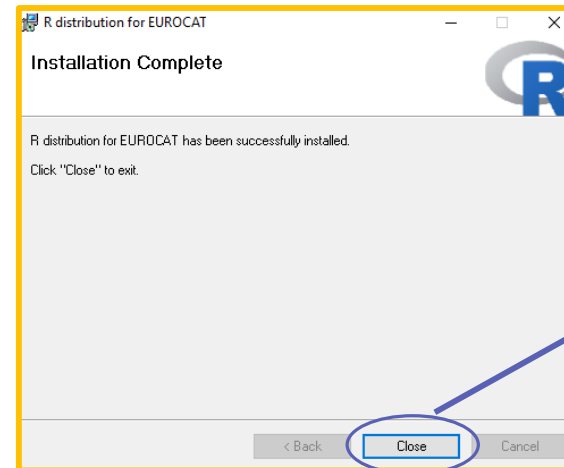 R distribution for EUROCAT
Installation Complete
R
R distribution for EUROCAT has been successfully installed.
Click "Close" to exit.
< Back
Close
Cancel